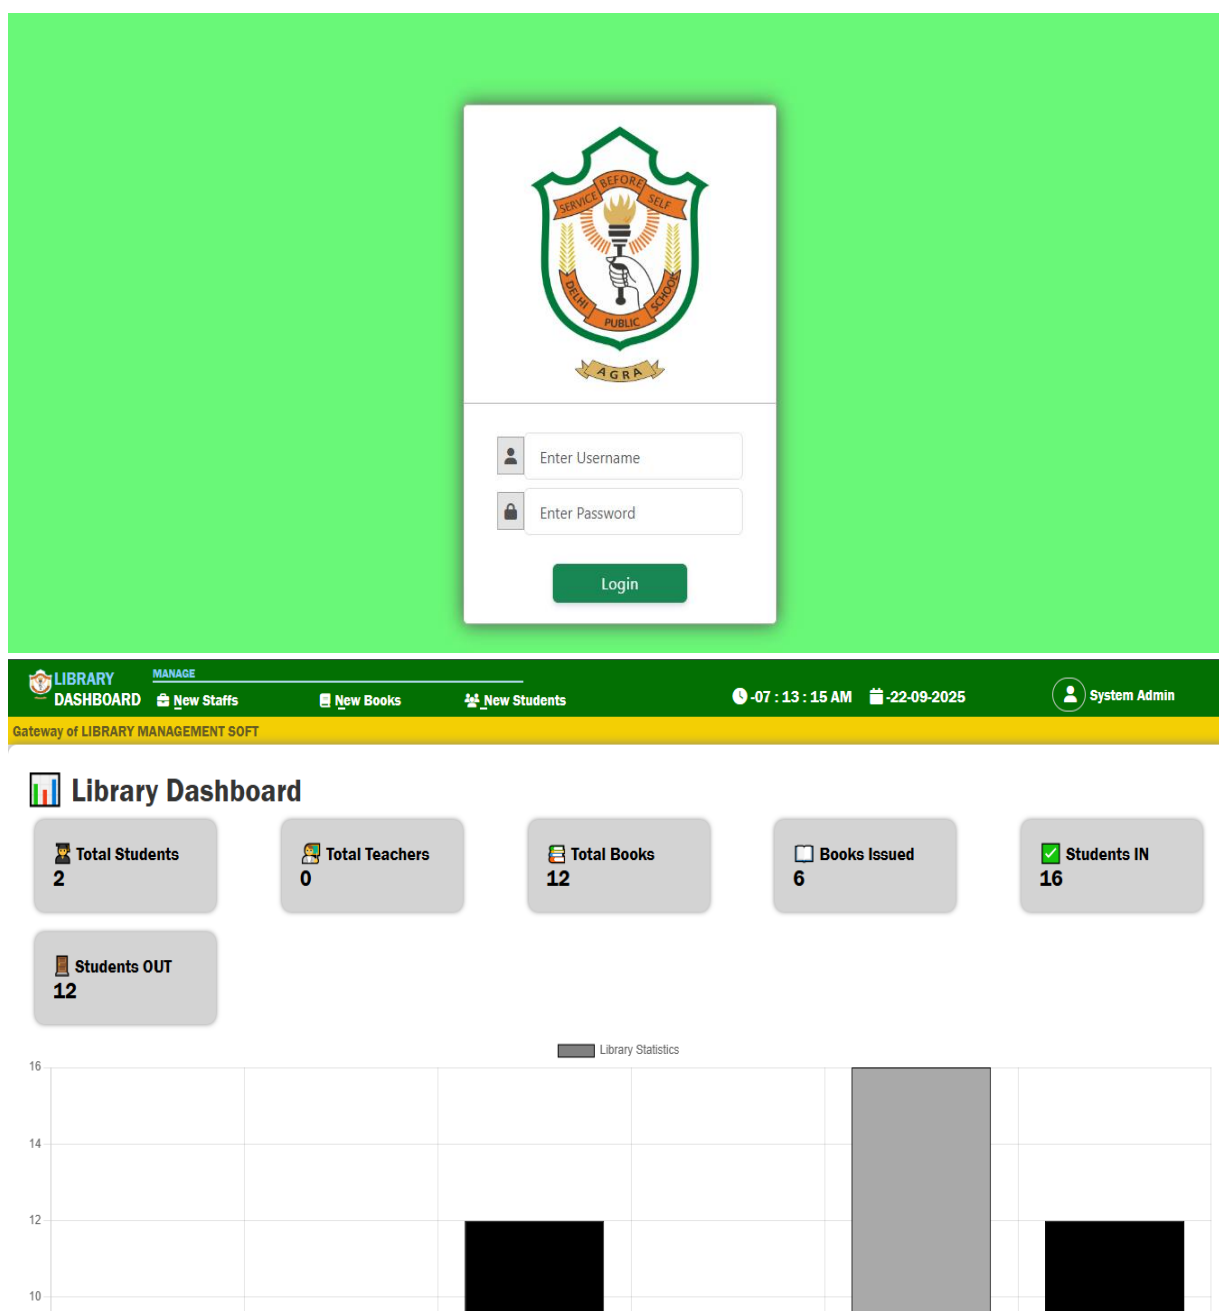 SERVICE BEFORE SELF
DELHI PUBLIC SCHOOL
AGRA
Enter Username
Enter Password
Login
LIBRARY DASHBOARD
MANAGE
New Staffs New Books New Students
-07 : 13 : 15 AM -22-09-2025 System Admin
Gateway of LIBRARY MANAGEMENT SOFT
Library Dashboard
Total Students
2
Total Teachers
0
Total Books
12
Books Issued
6
Students IN
16
Students OUT
12
Library Statistics
16
14
12
10